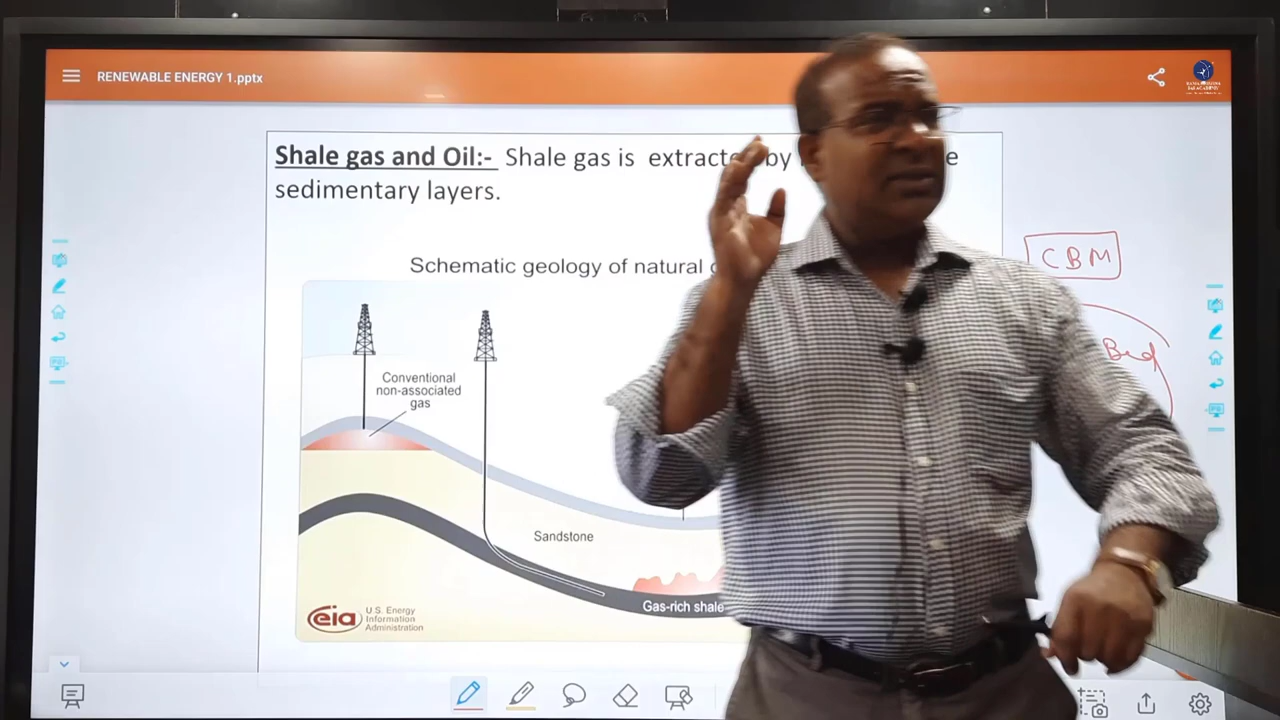 RENEWABLE ENERGY 1.pptx
Shale gas and Oil:- Shale gas is by
sedimentary layers.
Schematic geology of natural
CBM
Conventional
non-associated
gas
Bed
Sandstone
Gas-rich shale
eia U.S. Energy
Information
Administration